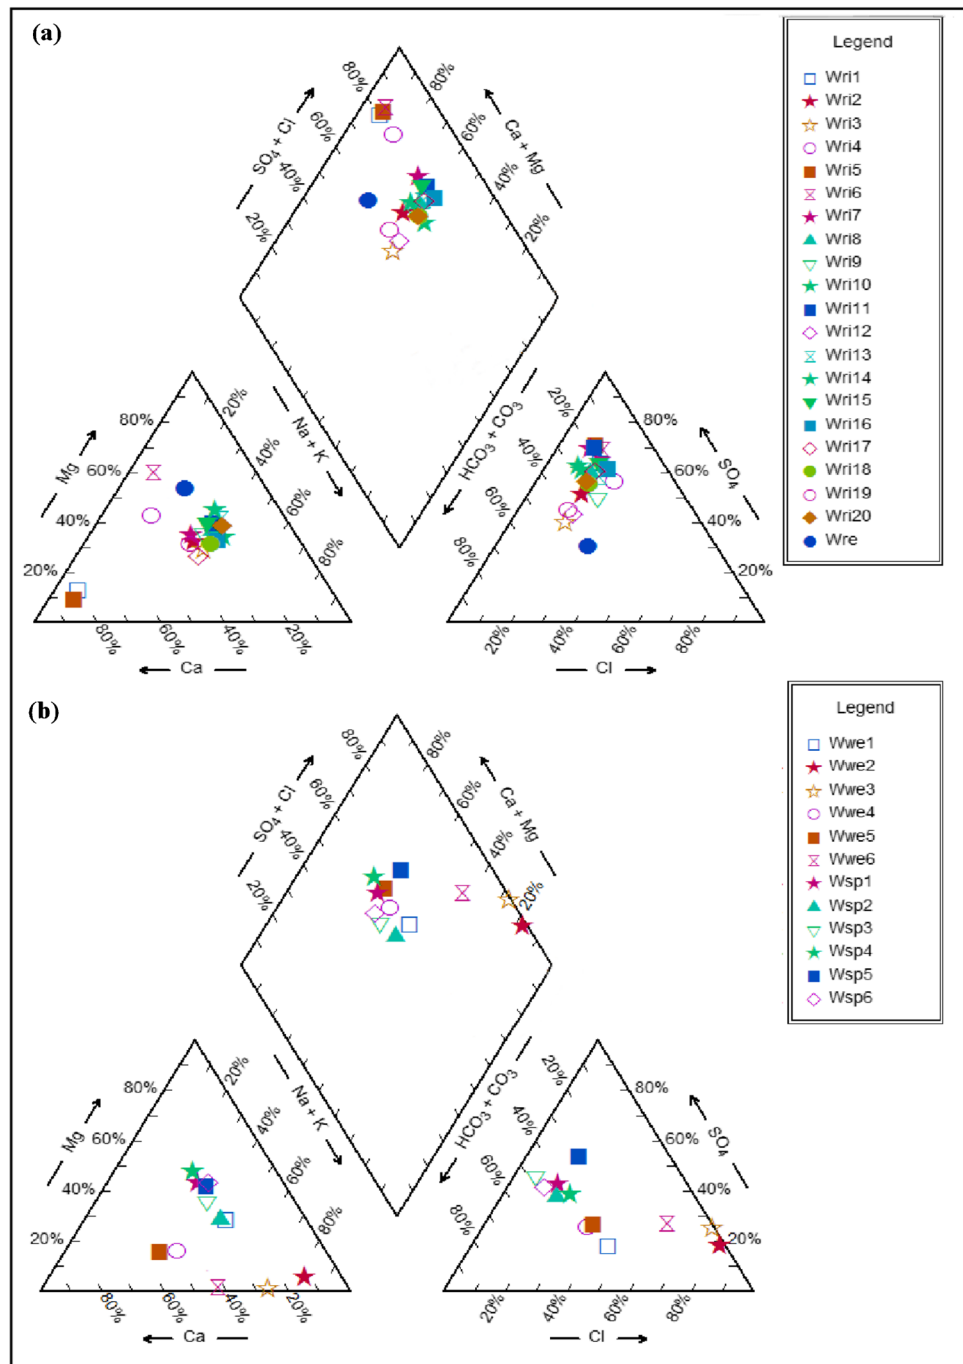 (a)
Legend
Wri1
Wri2
Wri3
Wri4
Wri5
Wri6
Wri7
Wri8
Wri9
Wri10
Wri11
Wri12
Wri13
Wri14
Wri15
Wri16
Wri17
Wri18
Wri19
Wri20
Wre
80%
60%
40%
20%
SO₄ + Cl
80%
60%
40%
20%
Ca + Mg
Na + K
HCO₃ + CO₃
80%
60%
40%
20%
Mg
20%
40%
60%
80%
80%
60%
40%
20%
Ca
20%
40%
60%
80%
80%
60%
40%
20%
SO₄
20%
40%
60%
80%
Cl
(b)
Legend
Wwe1
Wwe2
Wwe3
Wwe4
Wwe5
Wwe6
Wsp1
Wsp2
Wsp3
Wsp4
Wsp5
Wsp6
80%
60%
40%
20%
SO₄ + Cl
80%
60%
40%
20%
Ca + Mg
Na + K
HCO₃ + CO₃
80%
60%
40%
20%
Mg
20%
40%
60%
80%
80%
60%
40%
20%
Ca
20%
40%
60%
80%
80%
60%
40%
20%
SO₄
20%
40%
60%
80%
Cl